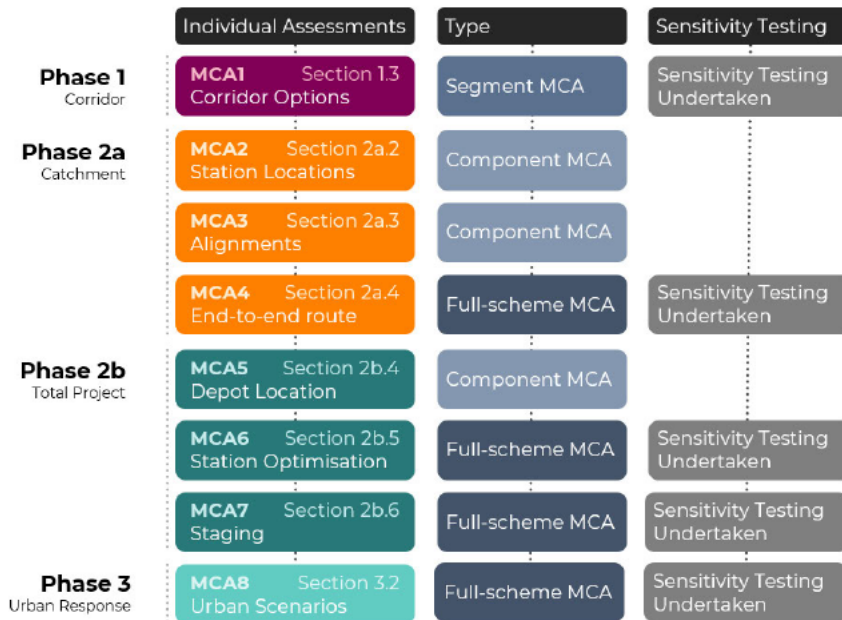 Individual Assessments Type Sensitivity Testing
Phase 1
Corridor
MCA1 Section 1.3
Corridor Options
Segment MCA
Sensitivity Testing
Undertaken
Phase 2a
Catchment
MCA2 Section 2a.2
Station Locations
Component MCA
MCA3 Section 2a.3
Alignments
Component MCA
MCA4 Section 2a.4
End-to-end route
Full-scheme MCA
Sensitivity Testing
Undertaken
Phase 2b
Total Project
MCA5 Section 2b.4
Depot Location
Component MCA
MCA6 Section 2b.5
Station Optimisation
Full-scheme MCA
Sensitivity Testing
Undertaken
MCA7 Section 2b.6
Staging
Full-scheme MCA
Sensitivity Testing
Undertaken
Phase 3
Urban Response
MCA8 Section 3.2
Urban Scenarios
Full-scheme MCA
Sensitivity Testing
Undertaken